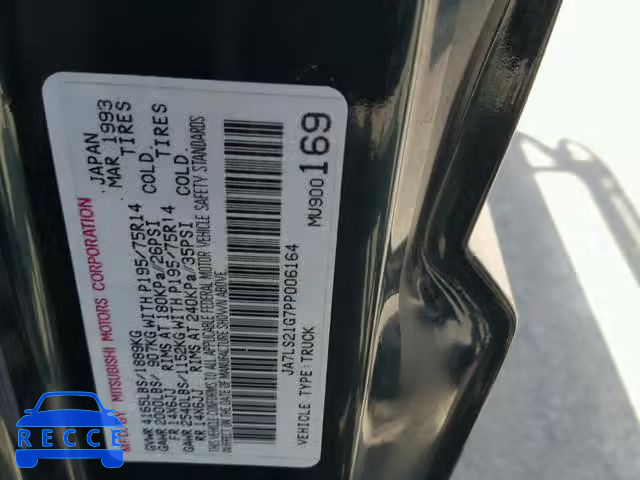 MFD. BY MITSUBISHI MOTORS CORPORATION
JAPAN
MAR 1993
GVWR 4165LBS/1889KG
GAWR 2000LBS/ 907KG WITH P195/75R14 TIRES
FR 14X6JJ RIMS AT 180KPa/26PSI COLD.
GAWR 2540LBS/1152KG WITH P195/75R14 TIRES
RR 14X6JJ RIMS AT 240KPa/35PSI COLD.
THIS VEHICLE CONFORMS TO ALL APPLICABLE FEDERAL MOTOR VEHICLE SAFETY STANDARDS
IN EFFECT ON THE DATE OF MANUFACTURE SHOWN ABOVE.
JA7LS21G7PP006164
VEHICLE TYPE:TRUCK
MU900169
RECCE